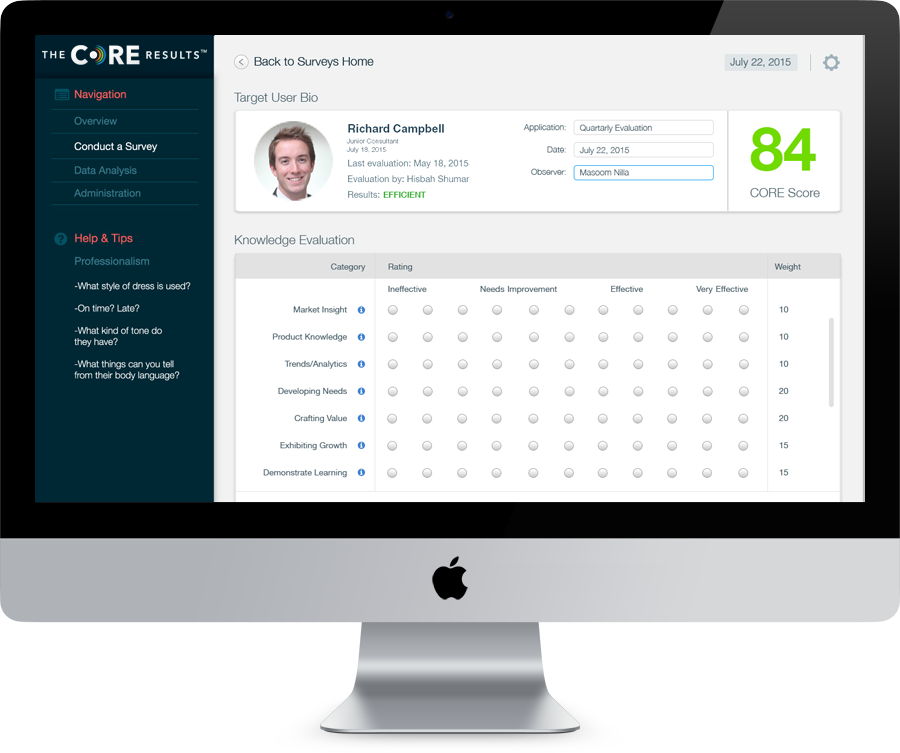 THE CORE RESULTS™
Navigation
Overview
Conduct a Survey
Data Analysis
Administration
Help & Tips
Professionalism
-What style of dress is used?
-On time? Late?
-What kind of tone do
they have?
-What things can you tell
from their body language?
Back to Surveys Home
July 22, 2015
Target User Bio
Richard Campbell
Junior Consultant
July 18, 2015
Last evaluation: May 18, 2015
Evaluation by: Hisbah Shumar
Results: EFFICIENT
Application: Quartarly Evaluation
Date: July 22, 2015
Observer: Masoom Nilla
84
CORE Score
Knowledge Evaluation
Category Rating Weight
Ineffective Needs Improvement Effective Very Effective
Market Insight 10
Product Knowledge 10
Trends/Analytics 10
Developing Needs 20
Crafting Value 20
Exhibiting Growth 15
Demonstrate Learning 15